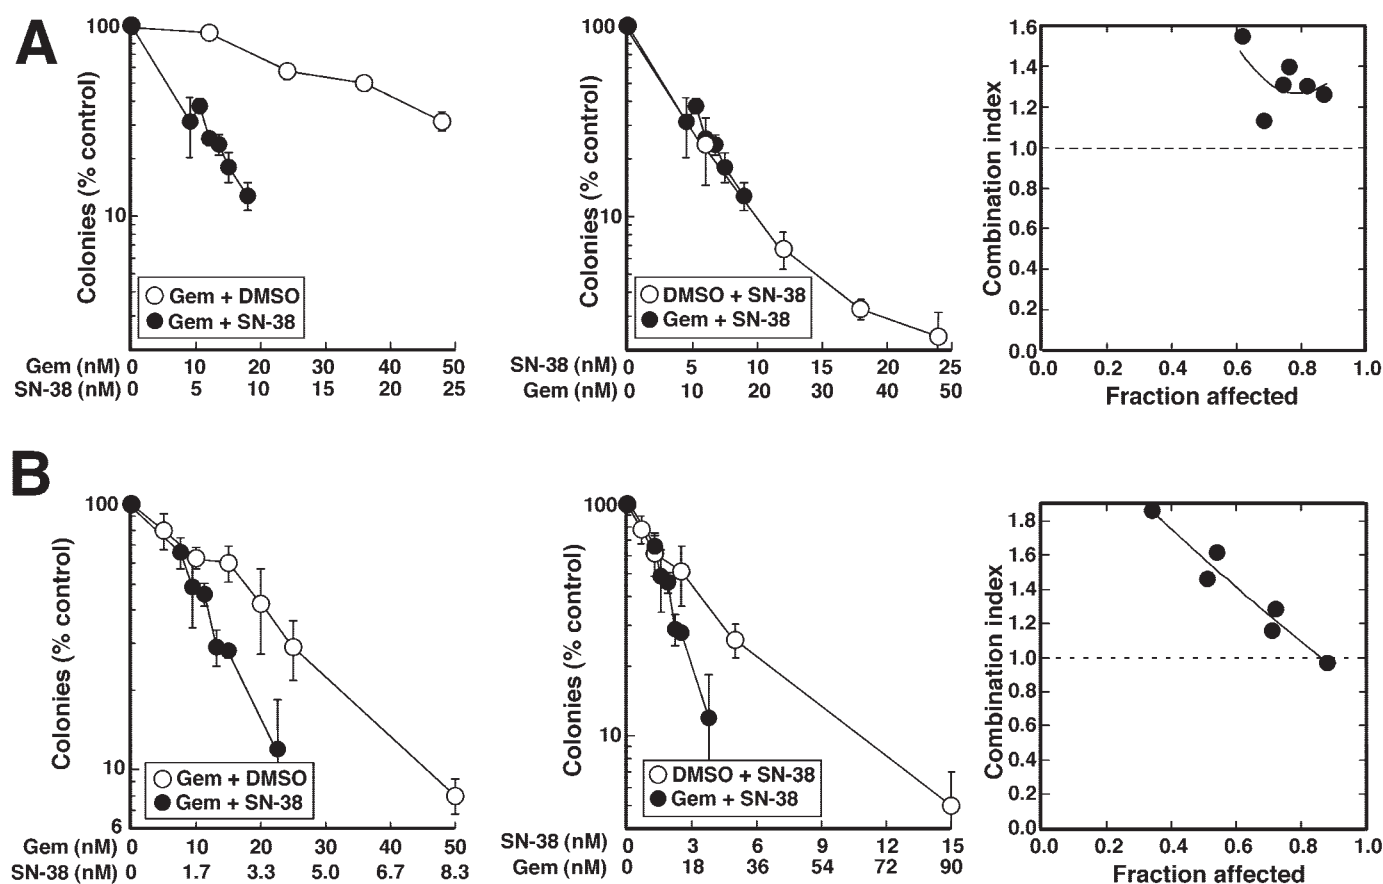 A
Colonies (% control)
100
10
Gem + DMSO
Gem + SN-38
Gem (nM) 0 10 20 30 40 50
SN-38 (nM) 0 5 10 15 20 25
Colonies (% control)
100
10
DMSO + SN-38
Gem + SN-38
SN-38 (nM) 0 5 10 15 20 25
Gem (nM) 0 10 20 30 40 50
Combination index
1.6
1.4
1.2
1.0
0.8
0.6
0.4
0.2
0.0
0.0 0.2 0.4 0.6 0.8 1.0
Fraction affected
B
Colonies (% control)
100
10
6
Gem + DMSO
Gem + SN-38
Gem (nM) 0 10 20 30 40 50
SN-38 (nM) 0 1.7 3.3 5.0 6.7 8.3
Colonies (% control)
100
10
DMSO + SN-38
Gem + SN-38
SN-38 (nM) 0 3 6 9 12 15
Gem (nM) 0 18 36 54 72 90
Combination index
1.8
1.6
1.4
1.2
1.0
0.8
0.6
0.4
0.2
0.0
0.0 0.2 0.4 0.6 0.8 1.0
Fraction affected